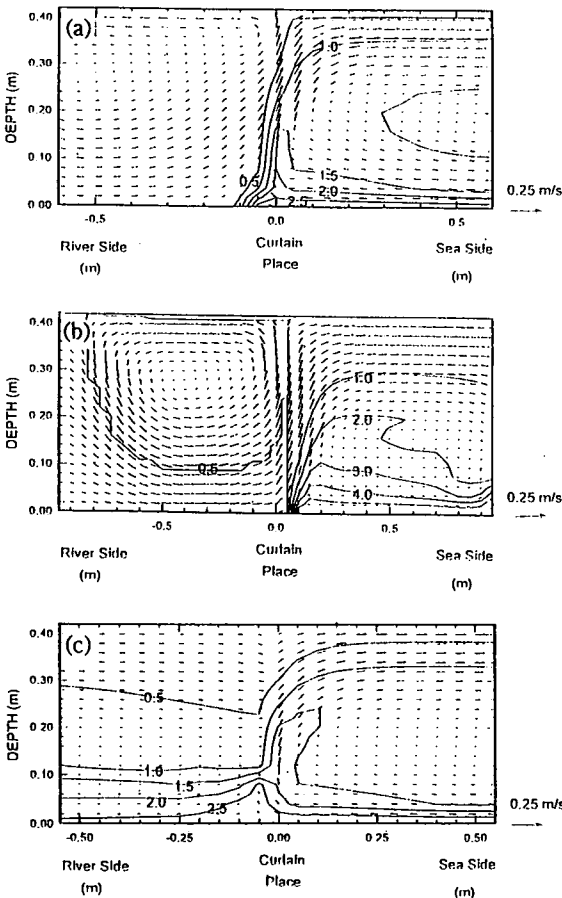 (a)
0.40
0.30
0.20
0.10
0.00
DEPTH (m)
1.0
0.5
1.5
2.0
2.5
0.25 m/s
-0.5 0.0 0.5
River Side Curtain Sea Side
(m) Place (m)
(b)
0.40
0.30
0.20
0.10
0.00
DEPTH (m)
1.0
2.0
0.5
3.0
4.0
0.25 m/s
-0.5 0.0 0.5
River Side Curtain Sea Side
(m) Place (m)
(c)
0.40
0.30
0.20
0.10
0.00
DEPTH (m)
0.5
1.0
1.5
2.0
2.5
0.25 m/s
-0.50 -0.25 0.00 0.25 0.50
River Side Curtain Sea Side
(m) Place (m)